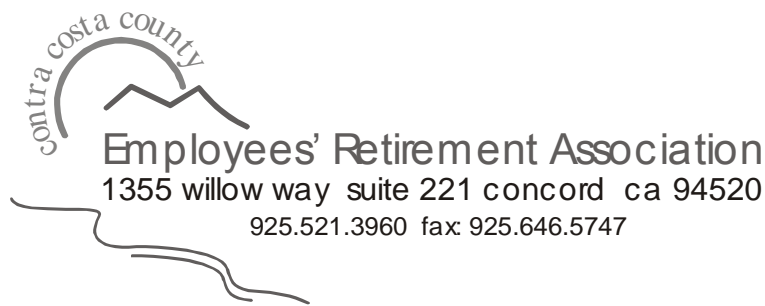 contra costa county
Employees' Retirement Association
1355 willow way suite 221 concord ca 94520
925.521.3960 fax: 925.646.5747